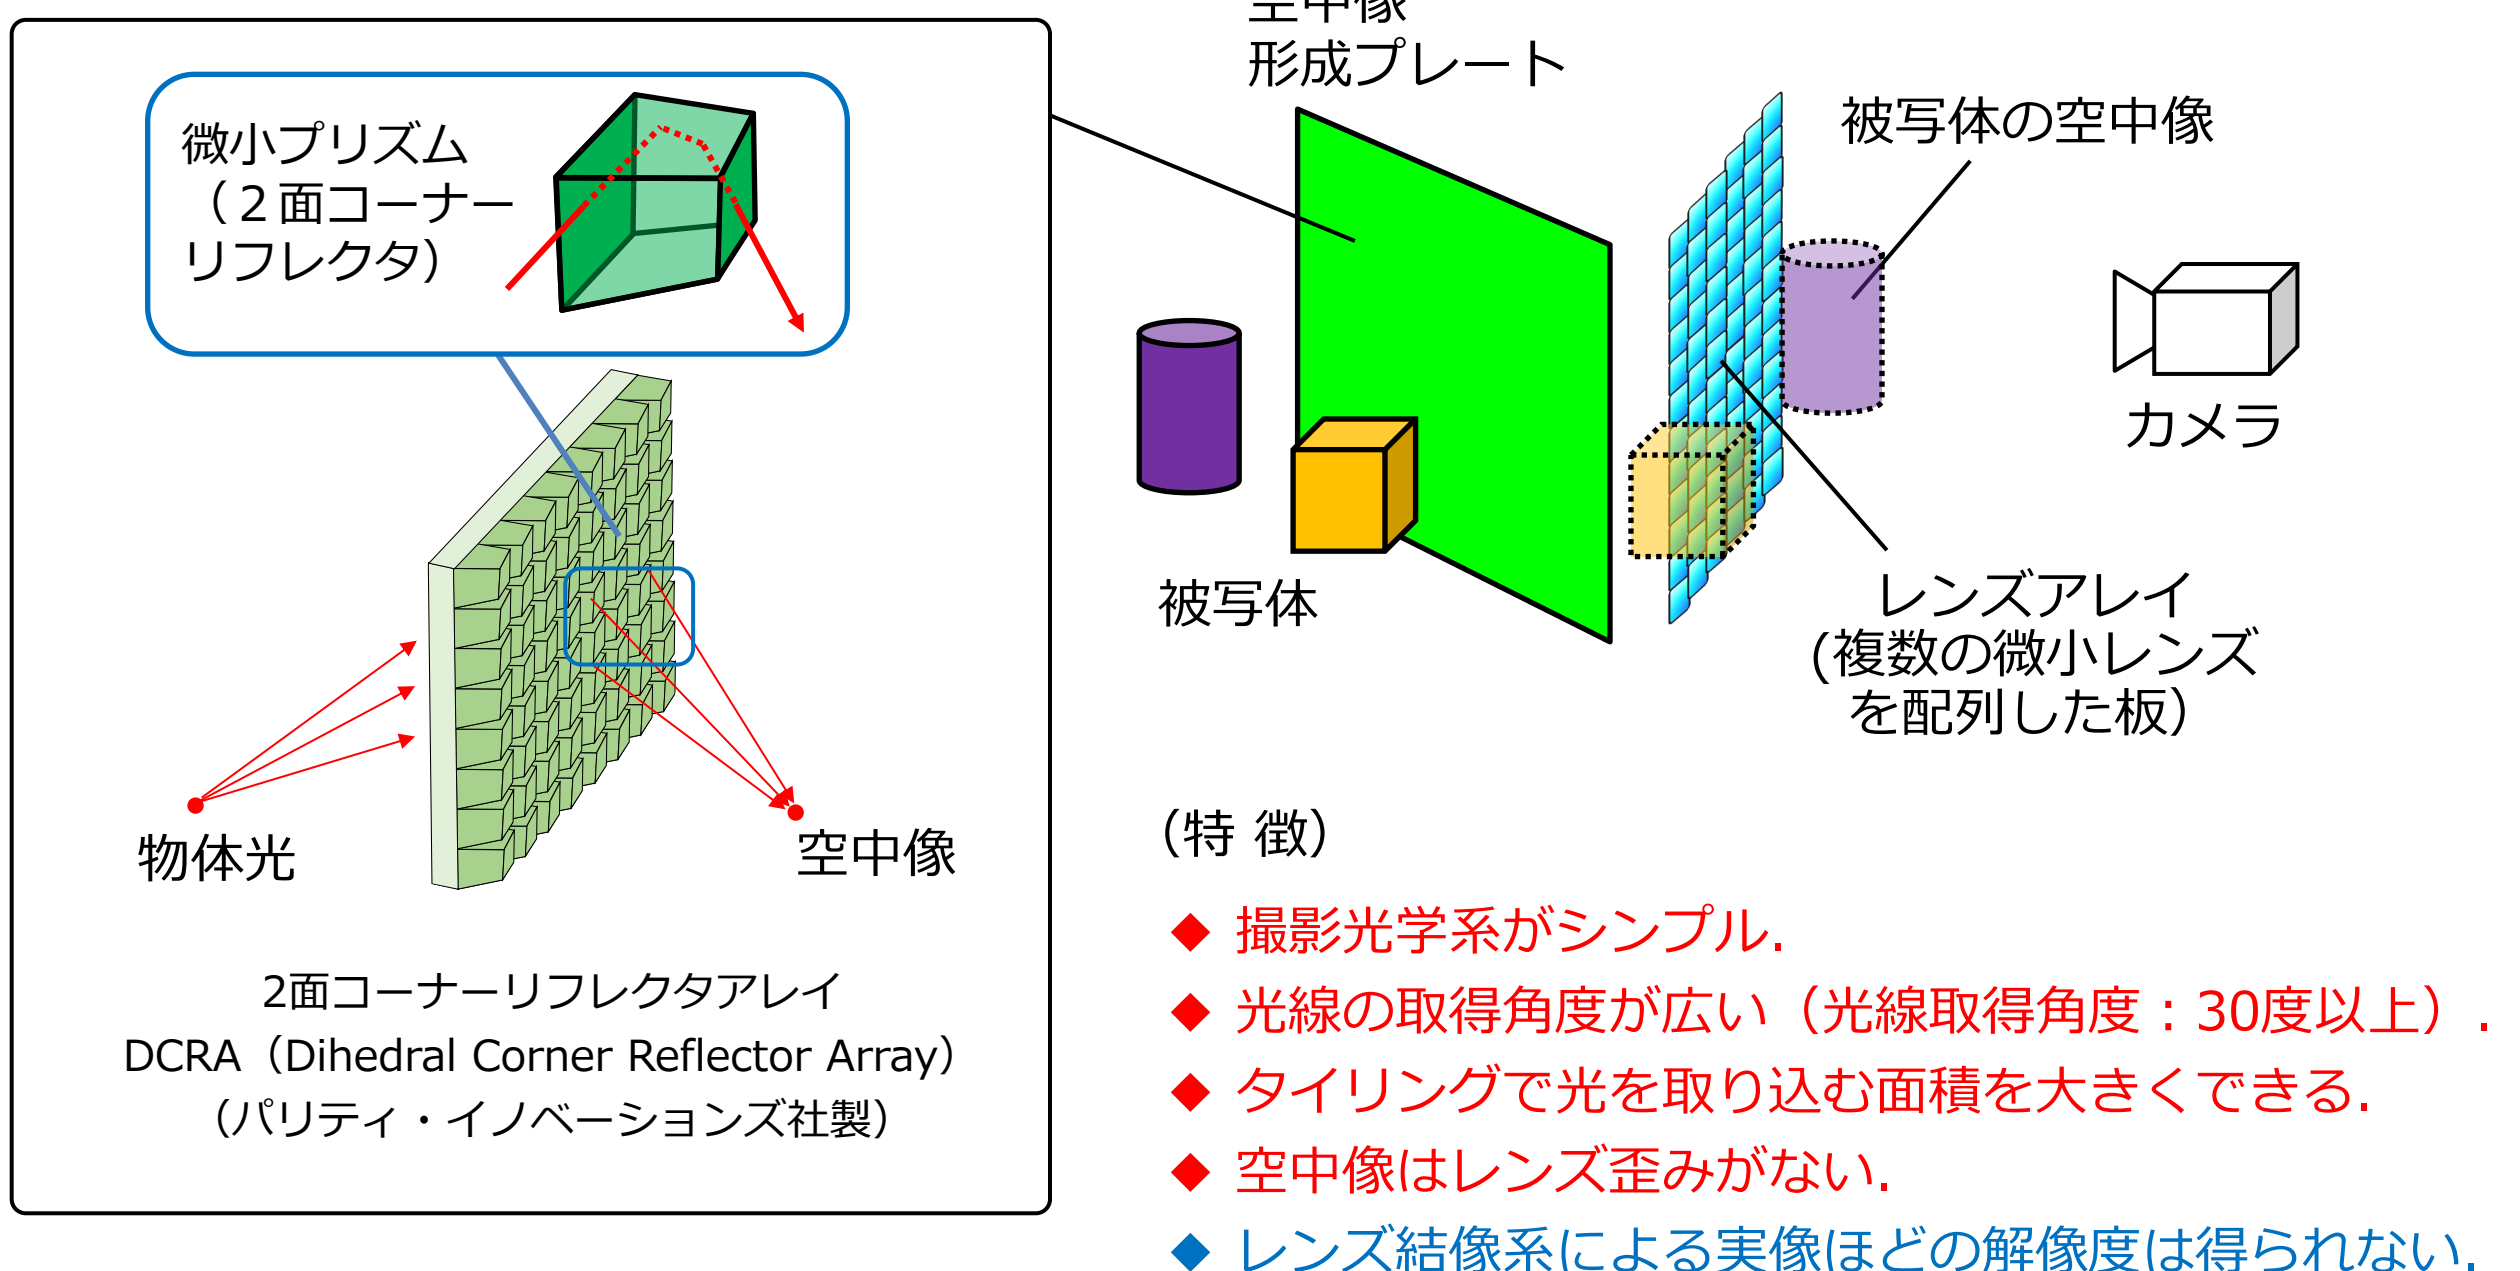 微小プリズム
（２面コーナー
リフレクタ）
物体光
空中像
2面コーナーリフレクタアレイ
DCRA（Dihedral Corner Reflector Array）
（パリティ・イノベーションズ社製）
空中像
形成プレート
被写体の空中像
カメラ
被写体
レンズアレイ
（複数の微小レンズ
を配列した板）
（特 徴）
◆ 撮影光学系がシンプル．
◆ 光線の取得角度が広い（光線取得角度：30度以上）．
◆ タイリングで光を取り込む面積を大きくできる．
◆ 空中像はレンズ歪みがない．
◆ レンズ結像系による実像ほどの解像度は得られない．